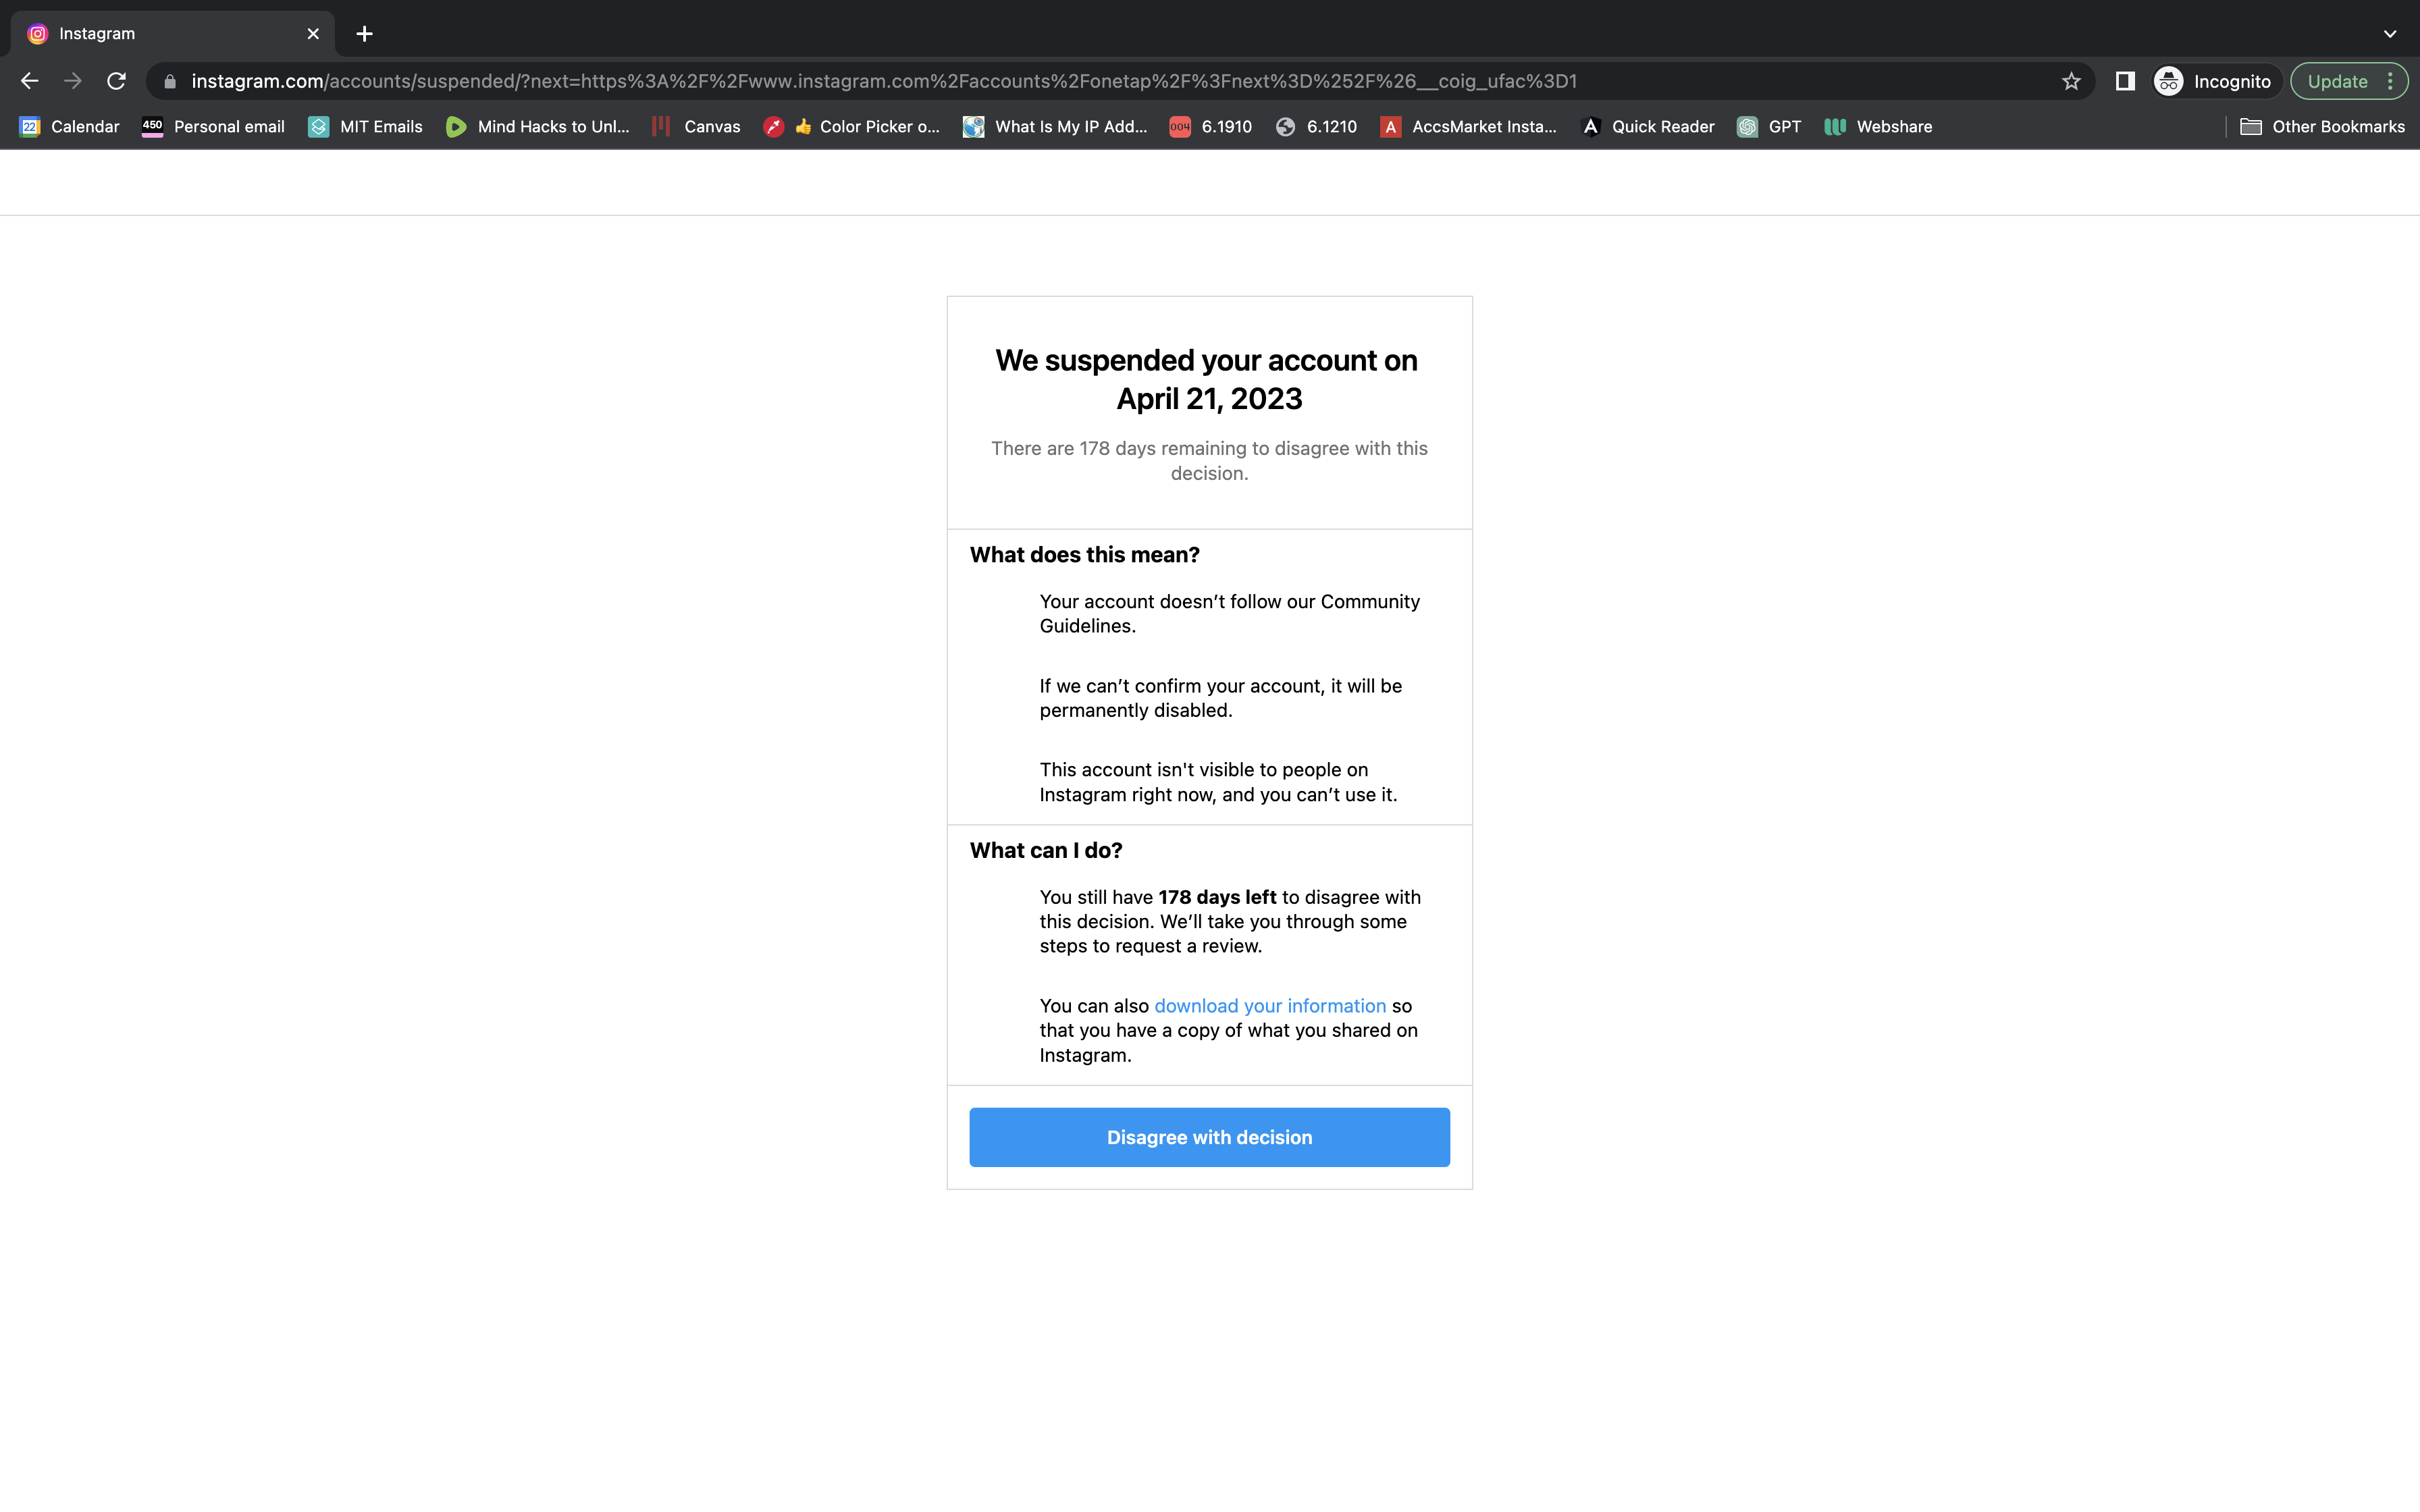 Instagram
instagram.com/accounts/suspended/?next=https%3A%2F%2Fwww.instagram.com%2Faccounts%2Fonetap%2F%3Fnext%3D%252F%26__coig_ufac%3D1
Incognito
Update
22 Calendar
450 Personal email
MIT Emails
Mind Hacks to Unl...
Canvas
👍 Color Picker o...
What Is My IP Add...
004 6.1910
6.1210
A AccsMarket Insta...
A Quick Reader
GPT
Webshare
Other Bookmarks
We suspended your account on
April 21, 2023
There are 178 days remaining to disagree with this
decision.
What does this mean?
Your account doesn’t follow our Community
Guidelines.
If we can’t confirm your account, it will be
permanently disabled.
This account isn't visible to people on
Instagram right now, and you can’t use it.
What can I do?
You still have 178 days left to disagree with
this decision. We’ll take you through some
steps to request a review.
You can also download your information so
that you have a copy of what you shared on
Instagram.
Disagree with decision